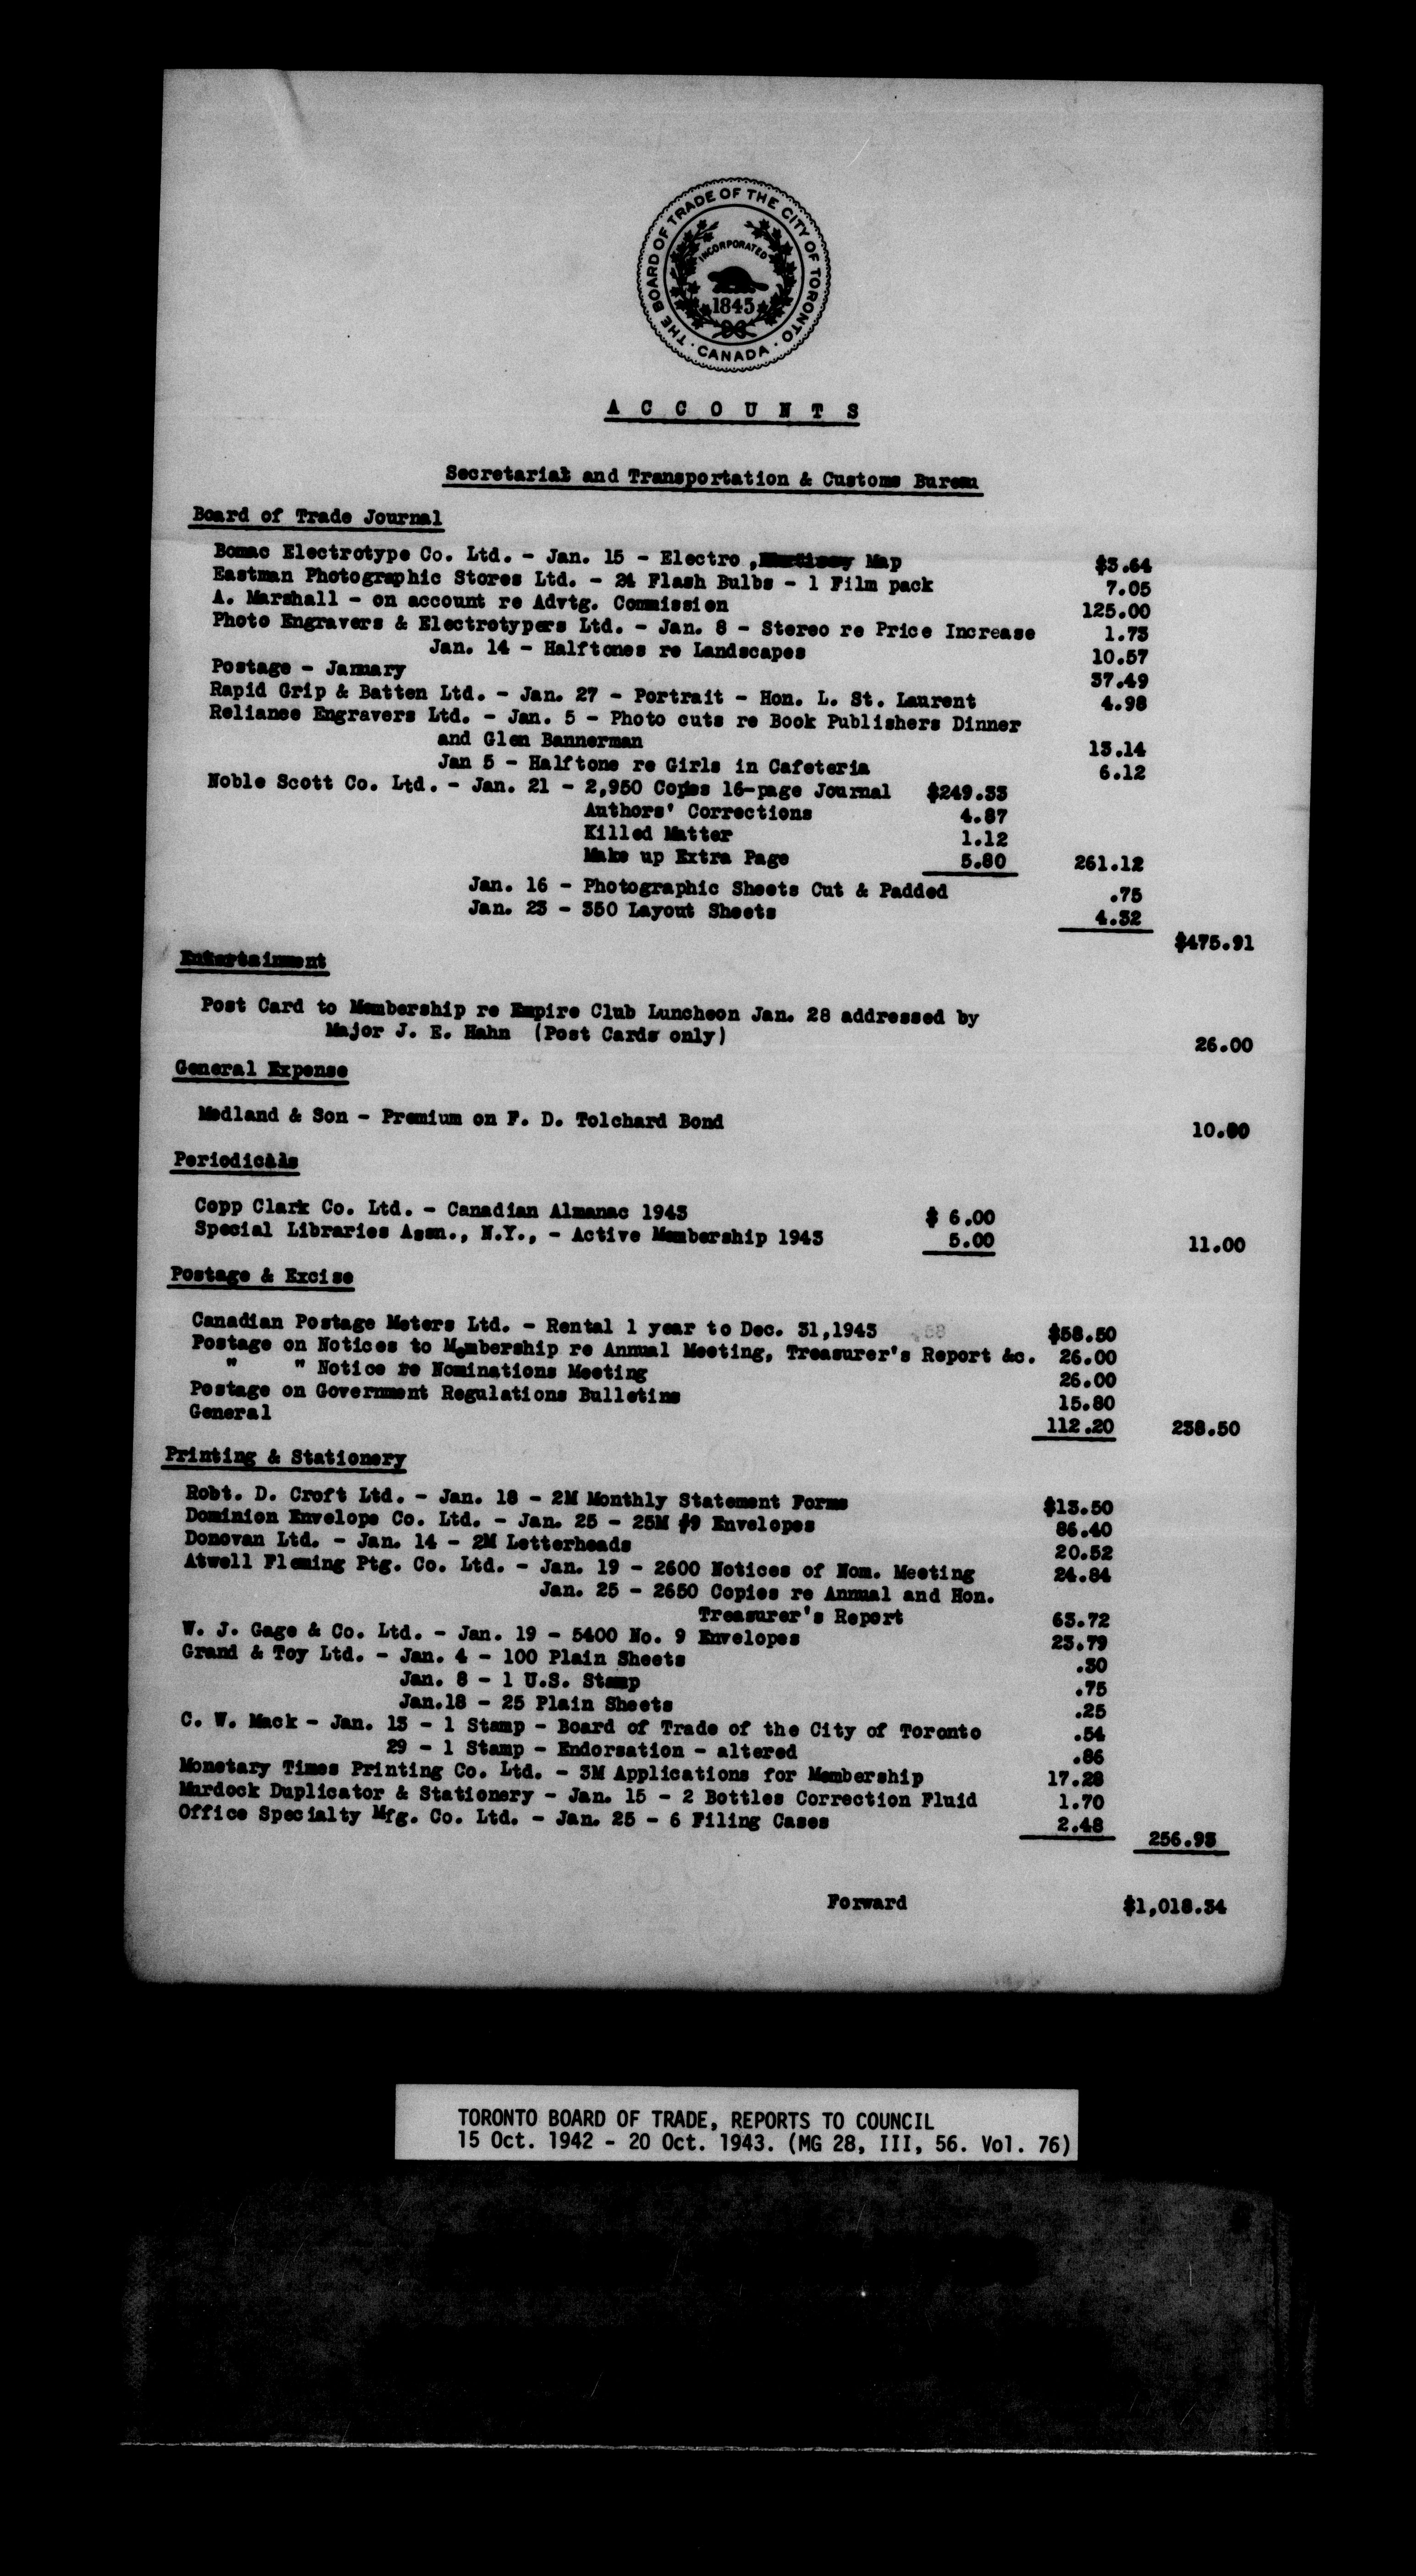 THE BOARD OF TRADE OF THE CITY OF TORONTO
INCORPORATED
1845
CANADA
A C C O U N T S
Secretariat and Transportation & Customs Bureau
Board of Trade Journal
Bomac Electrotype Co. Ltd. - Jan. 15 - Electro, Map $3.64
Eastman Photographic Stores Ltd. - 24 Flash Bulbs - 1 Film pack 7.05
A. Marshall - on account re Advtg. Commission 125.00
Photo Engravers & Electrotypers Ltd. - Jan. 8 - Stereo re Price Increase 1.73
Jan. 14 - Halftones re Landscapes 10.57
Postage - January 37.49
Rapid Grip & Batten Ltd. - Jan. 27 - Portrait - Hon. L. St. Laurent 4.98
Reliance Engravers Ltd. - Jan. 5 - Photo cuts re Book Publishers Dinner
and Glen Bannerman 13.14
Jan 5 - Halftone re Girls in Cafeteria 6.12
Noble Scott Co. Ltd. - Jan. 21 - 2,950 Copies 16-page Journal $249.33
Authors' Corrections 4.87
Killed Matter 1.12
Make up Extra Page 5.80 261.12
Jan. 16 - Photographic Sheets Cut & Padded .75
Jan. 23 - 350 Layout Sheets 4.32
$475.91
Entertainment
Post Card to Membership re Empire Club Luncheon Jan. 28 addressed by
Major J. E. Hahn (Post Cards only) 26.00
General Expense
Medland & Son - Premium on F. D. Tolchard Bond 10.00
Periodicals
Copp Clark Co. Ltd. - Canadian Almanac 1943 $ 6.00
Special Libraries Assn., N.Y., - Active Membership 1943 5.00 11.00
Postage & Excise
Canadian Postage Meters Ltd. - Rental 1 year to Dec. 31,1943 $58.50
Postage on Notices to Membership re Annual Meeting, Treasurer's Report &c. 26.00
" " Notice re Nominations Meeting 26.00
Postage on Government Regulations Bulletins 15.80
General 112.20 238.50
Printing & Stationery
Robt. D. Croft Ltd. - Jan. 18 - 2M Monthly Statement Forms $13.50
Dominion Envelope Co. Ltd. - Jan. 25 - 25M #9 Envelopes 86.40
Donovan Ltd. - Jan. 14 - 2M Letterheads 20.52
Atwell Fleming Ptg. Co. Ltd. - Jan. 19 - 2600 Notices of Nom. Meeting 24.84
Jan. 25 - 2650 Copies re Annual and Hon.
Treasurer's Report 63.72
W. J. Gage & Co. Ltd. - Jan. 19 - 5400 No. 9 Envelopes 23.79
Grand & Toy Ltd. - Jan. 4 - 100 Plain Sheets .30
Jan. 8 - 1 U.S. Stamp .75
Jan.18 - 25 Plain Sheets .25
C. W. Mack - Jan. 13 - 1 Stamp - Board of Trade of the City of Toronto .54
29 - 1 Stamp - Endorsation - altered .86
Monetary Times Printing Co. Ltd. - 3M Applications for Membership 17.28
Murdock Duplicator & Stationery - Jan. 15 - 2 Bottles Correction Fluid 1.70
Office Specialty Mfg. Co. Ltd. - Jan. 25 - 6 Filing Cases 2.48
256.93
Forward $1,018.34
TORONTO BOARD OF TRADE, REPORTS TO COUNCIL
15 Oct. 1942 - 20 Oct. 1943. (MG 28, III, 56. Vol. 76)